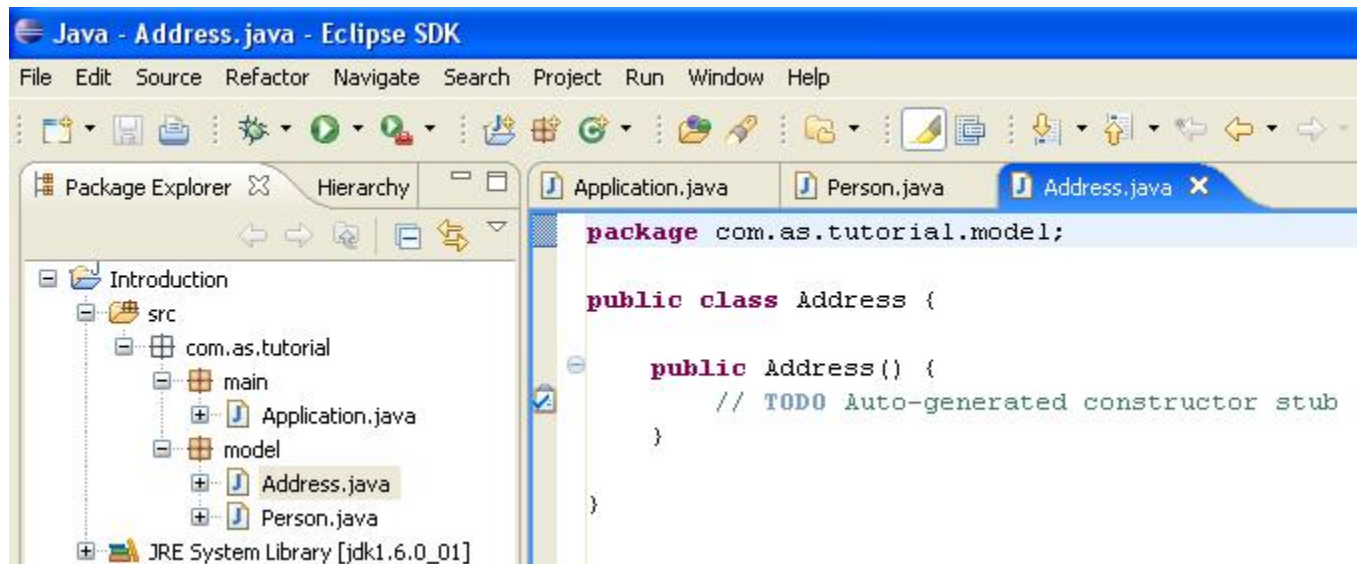 Java - Address.java - Eclipse SDK
File Edit Source Refactor Navigate Search Project Run Window Help
Package Explorer Hierarchy
Application.java Person.java Address.java
Introduction
src
com.as.tutorial
main
Application.java
model
Address.java
Person.java
JRE System Library [jdk1.6.0_01]
package com.as.tutorial.model;
public class Address {
public Address() {
// TODO Auto-generated constructor stub
}
}